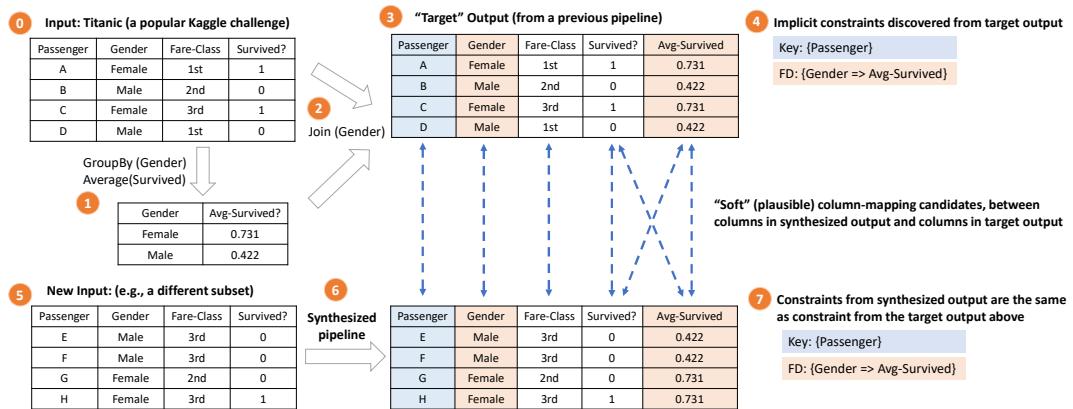 0 Input: Titanic (a popular Kaggle challenge)
Passenger Gender Fare-Class Survived?
A Female 1st 1
B Male 2nd 0
C Female 3rd 1
D Male 1st 0
GroupBy (Gender)
Average(Survived)
1
Gender Avg-Survived?
Female 0.731
Male 0.422
2
Join (Gender)
3 “Target” Output (from a previous pipeline)
Passenger Gender Fare-Class Survived? Avg-Survived
A Female 1st 1 0.731
B Male 2nd 0 0.422
C Female 3rd 1 0.731
D Male 1st 0 0.422
4 Implicit constraints discovered from target output
Key: {Passenger}
FD: {Gender => Avg-Survived}
“Soft” (plausible) column-mapping candidates, between
columns in synthesized output and columns in target output
5 New Input: (e.g., a different subset)
Passenger Gender Fare-Class Survived?
E Male 3rd 0
F Male 3rd 0
G Female 2nd 0
H Female 3rd 1
6
Synthesized
pipeline
Passenger Gender Fare-Class Survived? Avg-Survived
E Male 3rd 0 0.422
F Male 3rd 0 0.422
G Female 2nd 0 0.731
H Female 3rd 1 0.731
7 Constraints from synthesized output are the same
as constraint from the target output above
Key: {Passenger}
FD: {Gender => Avg-Survived}